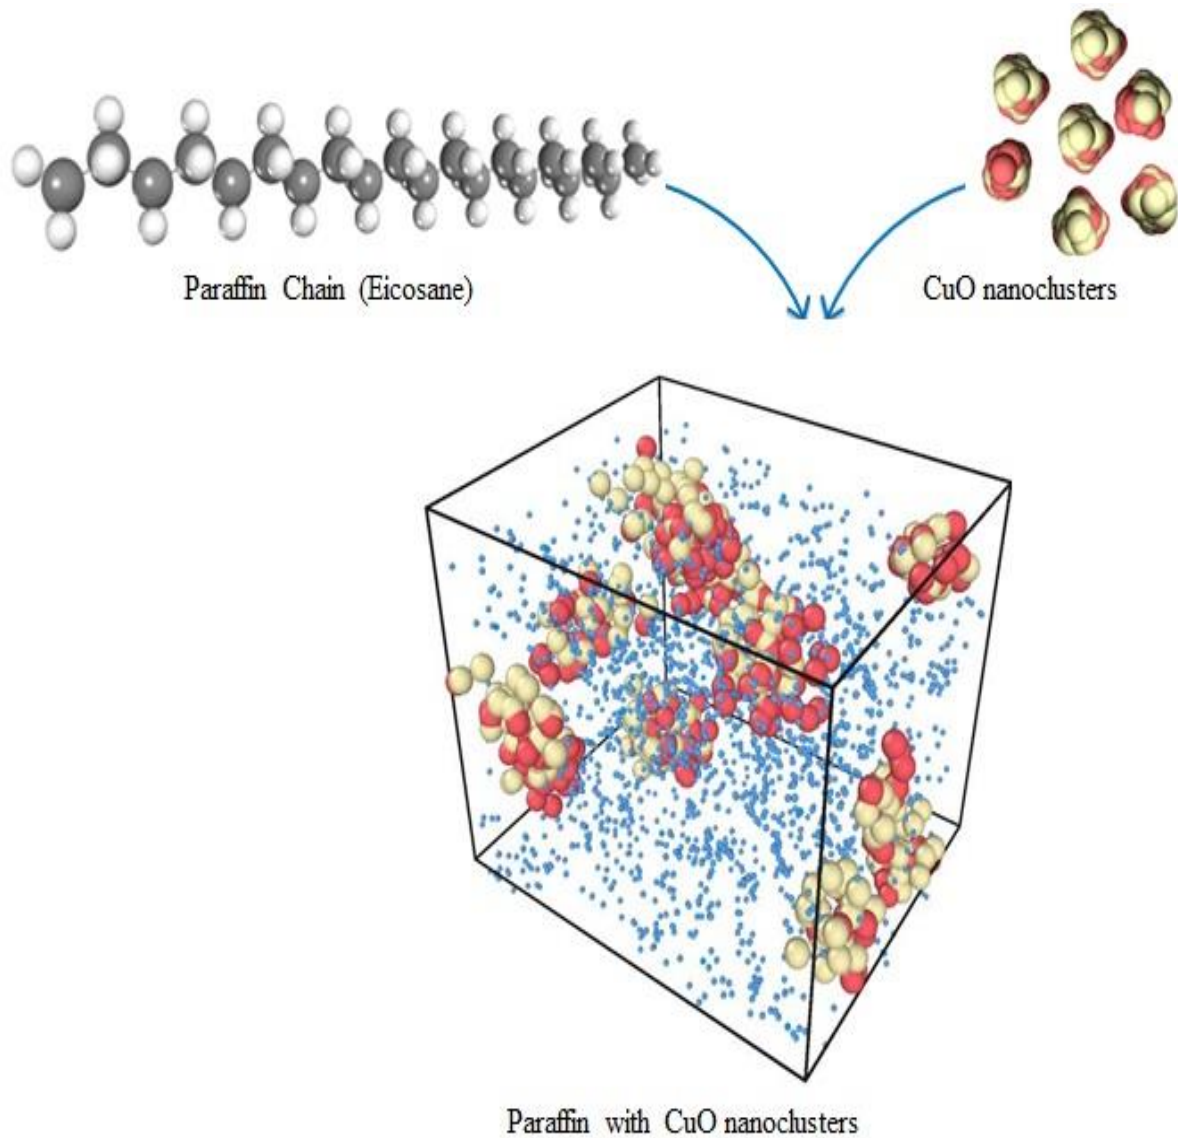 Paraffin Chain (Eicosane)
CuO nanoclusters
Paraffin with CuO nanoclusters